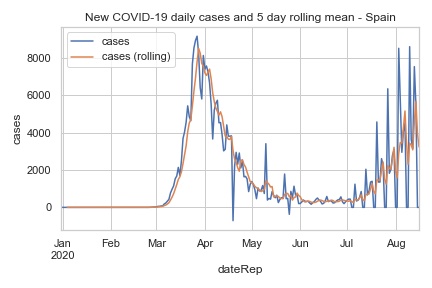 New COVID-19 daily cases and 5 day rolling mean - Spain
cases
cases (rolling)
8000
6000
4000
2000
0
cases
Jan Feb Mar Apr May Jun Jul Aug
2020
dateRep